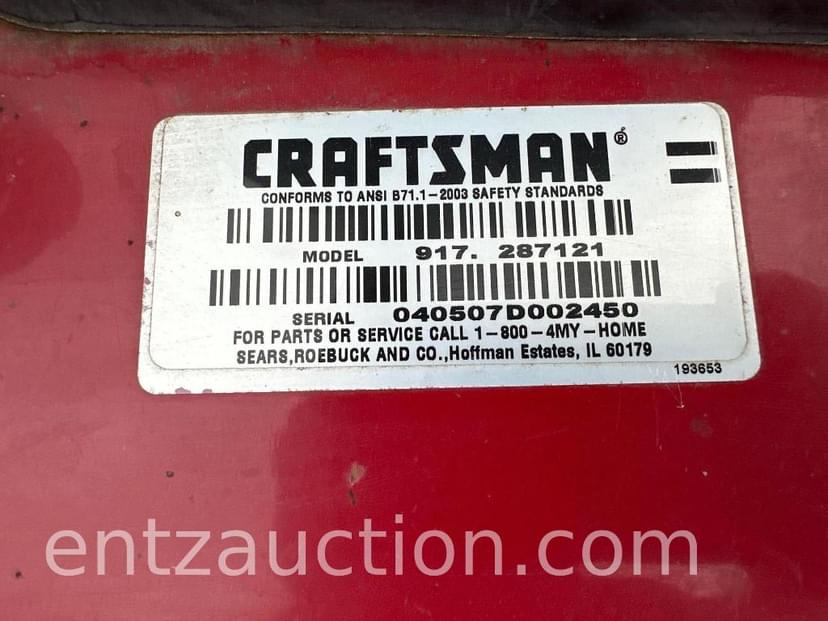 CRAFTSMAN®
CONFORMS TO ANSI B71.1-2003 SAFETY STANDARDS
MODEL 917. 287121
SERIAL 040507D002450
FOR PARTS OR SERVICE CALL 1-800-4MY-HOME
SEARS,ROEBUCK AND CO.,Hoffman Estates, IL 60179
193653
entzauction.com